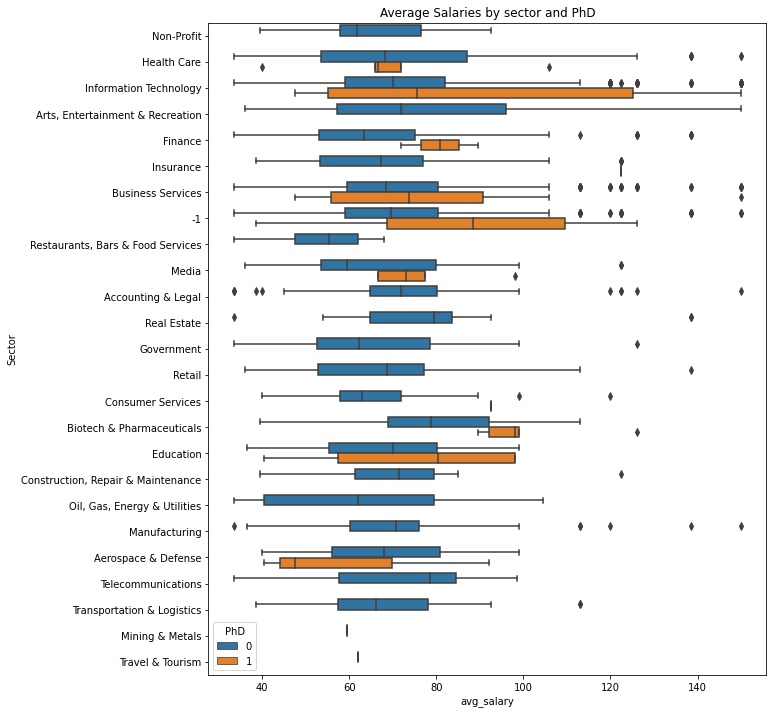 Average Salaries by sector and PhD
Non-Profit
Health Care
Information Technology
Arts, Entertainment & Recreation
Finance
Insurance
Business Services
-1
Restaurants, Bars & Food Services
Media
Accounting & Legal
Real Estate
Government
Retail
Consumer Services
Biotech & Pharmaceuticals
Education
Construction, Repair & Maintenance
Oil, Gas, Energy & Utilities
Manufacturing
Aerospace & Defense
Telecommunications
Transportation & Logistics
Mining & Metals
Travel & Tourism
Sector
PhD
0
1
40 60 80 100 120 140
avg_salary